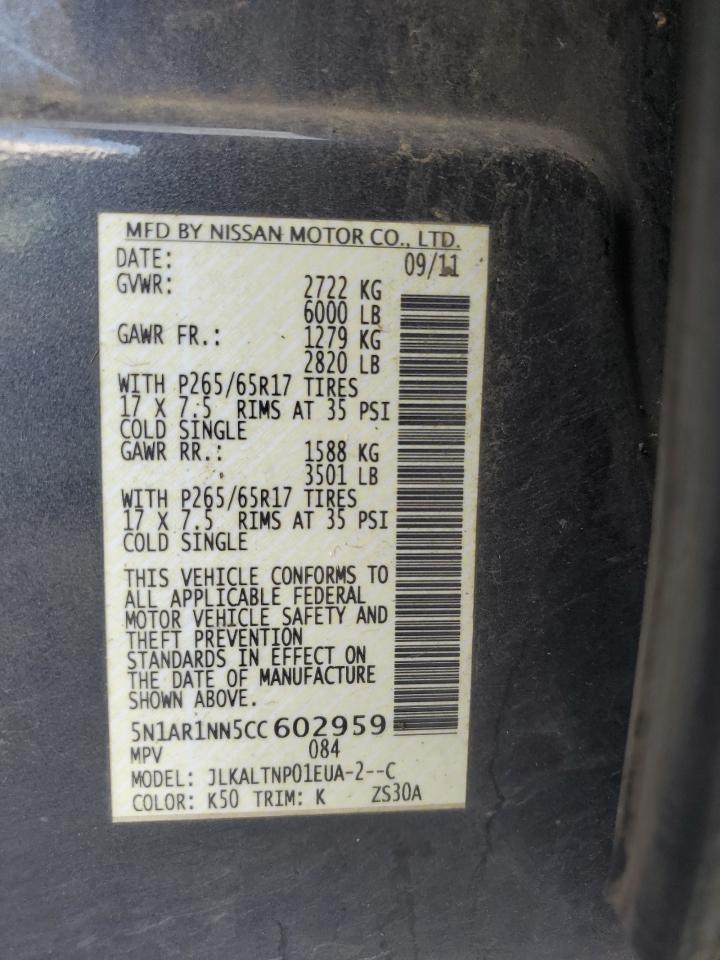 MFD BY NISSAN MOTOR CO., LTD.
DATE: 09/11
GVWR: 2722 KG
6000 LB
GAWR FR.: 1279 KG
2820 LB
WITH P265/65R17 TIRES
17 X 7.5 RIMS AT 35 PSI
COLD SINGLE
GAWR RR.: 1588 KG
3501 LB
WITH P265/65R17 TIRES
17 X 7.5 RIMS AT 35 PSI
COLD SINGLE
THIS VEHICLE CONFORMS TO
ALL APPLICABLE FEDERAL
MOTOR VEHICLE SAFETY AND
THEFT PREVENTION
STANDARDS IN EFFECT ON
THE DATE OF MANUFACTURE
SHOWN ABOVE.
5N1AR1NN5CC602959
MPV 084
MODEL: JLKALTNP01EUA-2--C
COLOR: K50 TRIM: K ZS30A